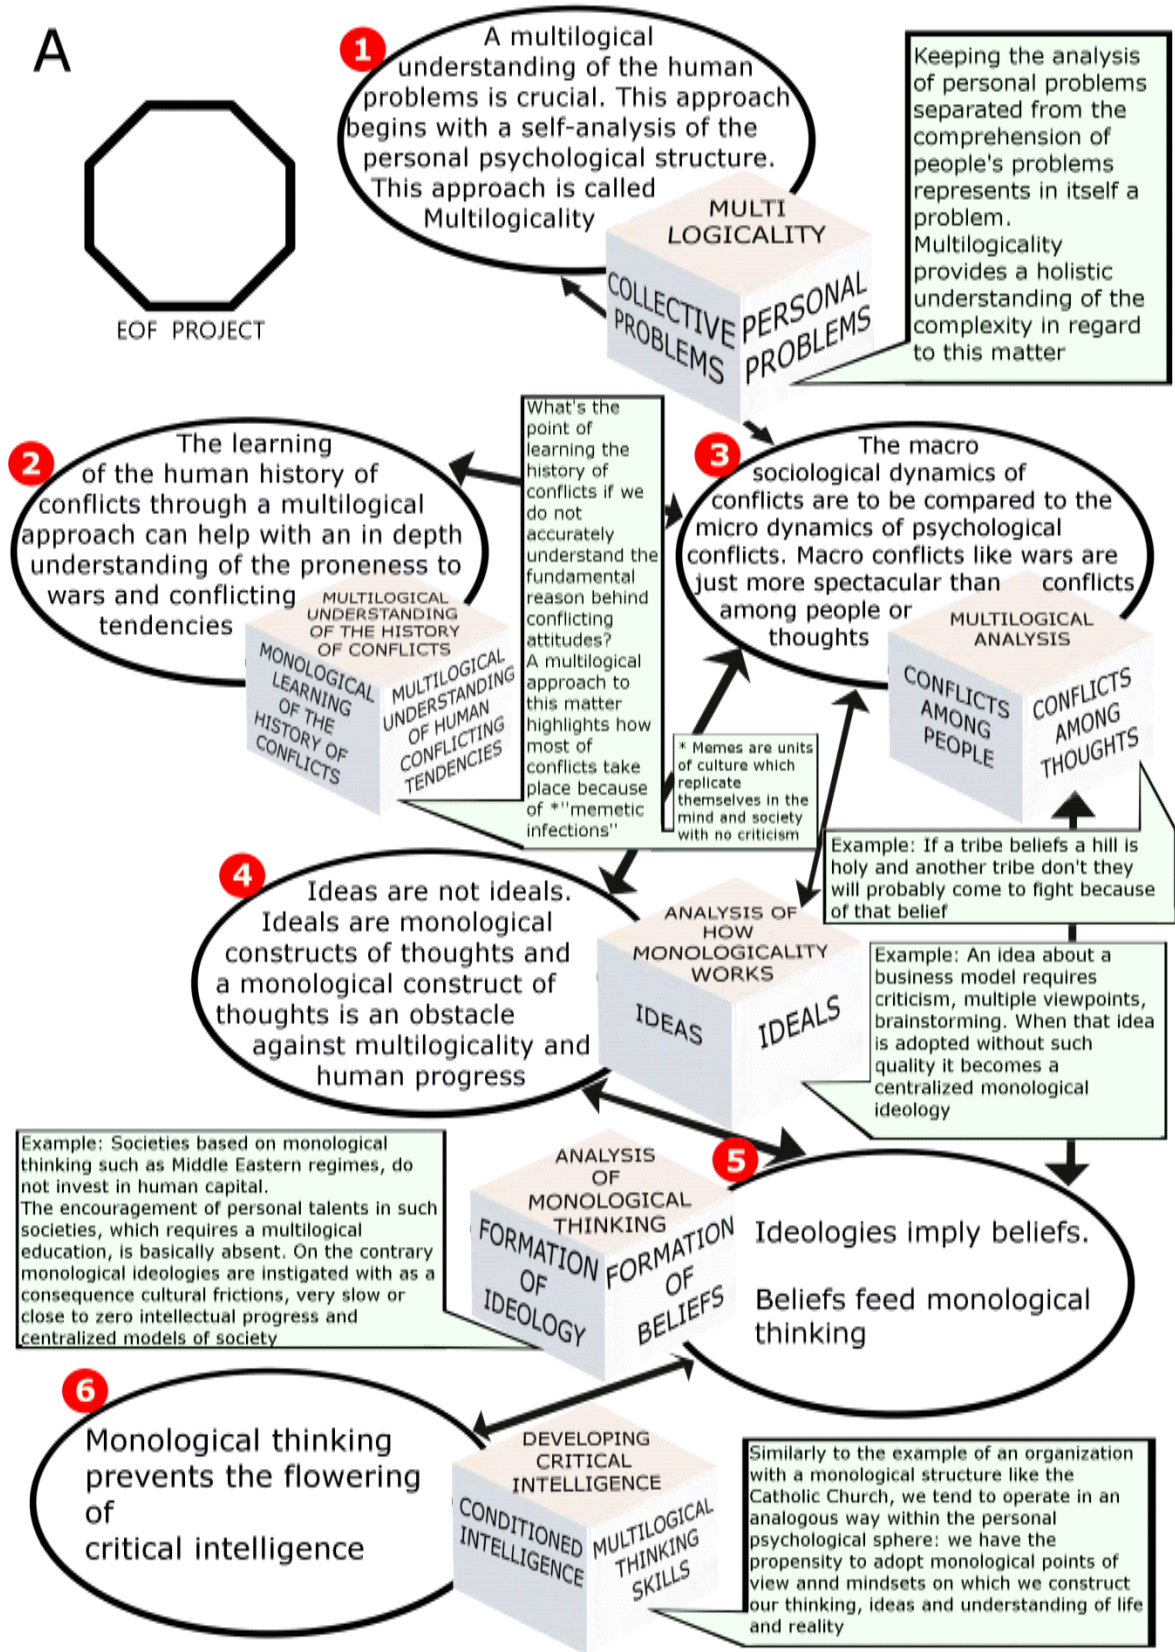 A
EOF PROJECT
1
A multilogical
understanding of the human
problems is crucial. This approach
begins with a self-analysis of the
personal psychological structure.
This approach is called
Multilogicality
MULTI
LOGICALITY
COLLECTIVE
PROBLEMS
PERSONAL
PROBLEMS
Keeping the analysis
of personal problems
separated from the
comprehension of
people's problems
represents in itself a
problem.
Multilogicality
provides a holistic
understanding of the
complexity in regard
to this matter
2
The learning
of the human history of
conflicts through a multilogical
approach can help with an in depth
understanding of the proneness to
wars and conflicting
tendencies
MULTILOGICAL
UNDERSTANDING
OF THE HISTORY
OF CONFLICTS
MONOLOGICAL
LEARNING
OF THE
HISTORY OF
CONFLICTS
MULTILOGICAL
UNDERSTANDING
OF HUMAN
CONFLICTING
TENDENCIES
What's the
point of
learning the
history of
conflicts if we
do not
accurately
understand the
fundamental
reason behind
conflicting
attitudes?
A multilogical
approach to
this matter
highlights how
most of
conflicts take
place because
of *"memetic
infections"
* Memes are units
of culture which
replicate
themselves in the
mind and society
with no criticism
3
The macro
sociological dynamics of
conflicts are to be compared to the
micro dynamics of psychological
conflicts. Macro conflicts like wars are
just more spectacular than conflicts
among people or
thoughts
MULTILOGICAL
ANALYSIS
CONFLICTS
AMONG
PEOPLE
CONFLICTS
AMONG
THOUGHTS
Example: If a tribe beliefs a hill is
holy and another tribe don't they
will probably come to fight because
of that belief
4
Ideas are not ideals.
Ideals are monological
constructs of thoughts and
a monological construct of
thoughts is an obstacle
against multilogicality and
human progress
ANALYSIS OF
HOW
MONOLOGICALITY
WORKS
IDEAS
IDEALS
Example: An idea about a
business model requires
criticism, multiple viewpoints,
brainstorming. When that idea
is adopted without such
quality it becomes a
centralized monological
ideology
Example: Societies based on monological
thinking such as Middle Eastern regimes, do
not invest in human capital.
The encouragement of personal talents in such
societies, which requires a multilogical
education, is basically absent. On the contrary
monological ideologies are instigated with as a
consequence cultural frictions, very slow or
close to zero intellectual progress and
centralized models of society
ANALYSIS
OF
MONOLOGICAL
THINKING
FORMATION
OF
IDEOLOGY
FORMATION
OF
BELIEFS
5
Ideologies imply beliefs.
Beliefs feed monological
thinking
6
Monological thinking
prevents the flowering
of
critical intelligence
DEVELOPING
CRITICAL
INTELLIGENCE
CONDITIONED
INTELLIGENCE
MULTILOGICAL
THINKING
SKILLS
Similarly to the example of an organization
with a monological structure like the
Catholic Church, we tend to operate in an
analogous way within the personal
psychological sphere: we have the
propensity to adopt monological points of
view annd mindsets on which we construct
our thinking, ideas and understanding of life
and reality